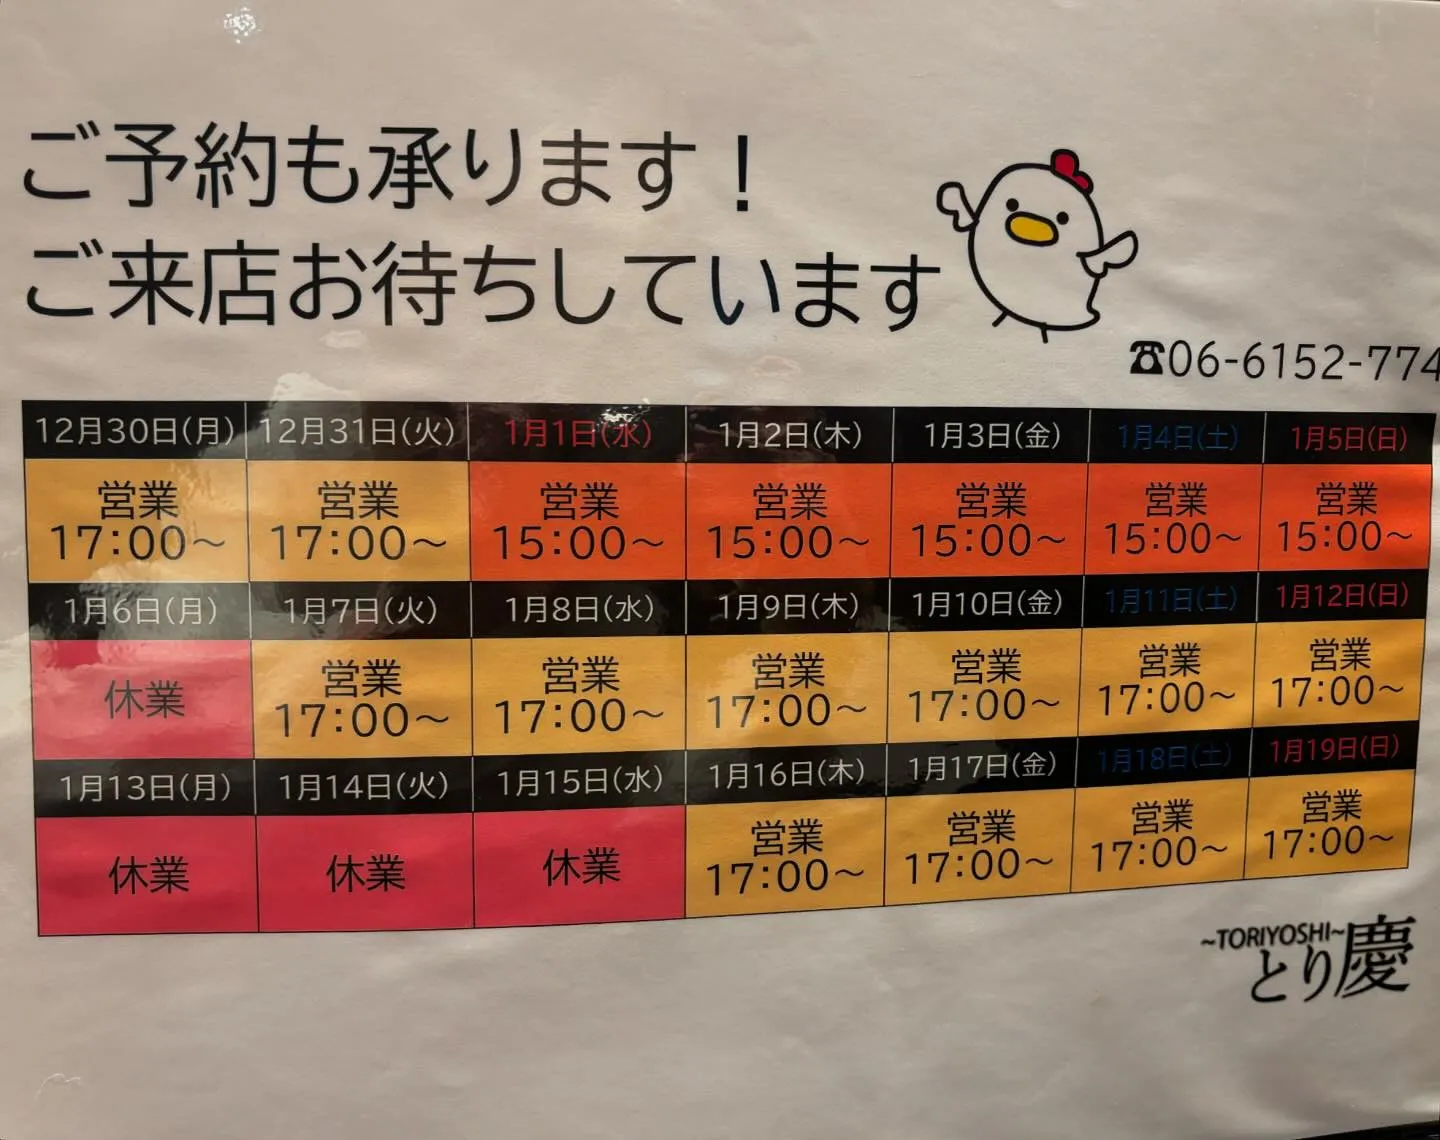 ご予約も承ります！
ご来店お待ちしています
☎06-6152-774
12月30日(月) 12月31日(火) 1月1日(水) 1月2日(木) 1月3日(金) 1月4日(土) 1月5日(日)
営業 営業 営業 営業 営業 営業 営業
17:00～ 17:00～ 15:00～ 15:00～ 15:00～ 15:00～ 15:00～
1月6日(月) 1月7日(火) 1月8日(水) 1月9日(木) 1月10日(金) 1月11日(土) 1月12日(日)
休業 営業 営業 営業 営業 営業 営業
17:00～ 17:00～ 17:00～ 17:00～ 17:00～ 17:00～
1月13日(月) 1月14日(火) 1月15日(水) 1月16日(木) 1月17日(金) 1月18日(土) 1月19日(日)
休業 休業 休業 営業 営業 営業 営業
17:00～ 17:00～ 17:00～ 17:00～
~TORIYOSHI~
とり慶